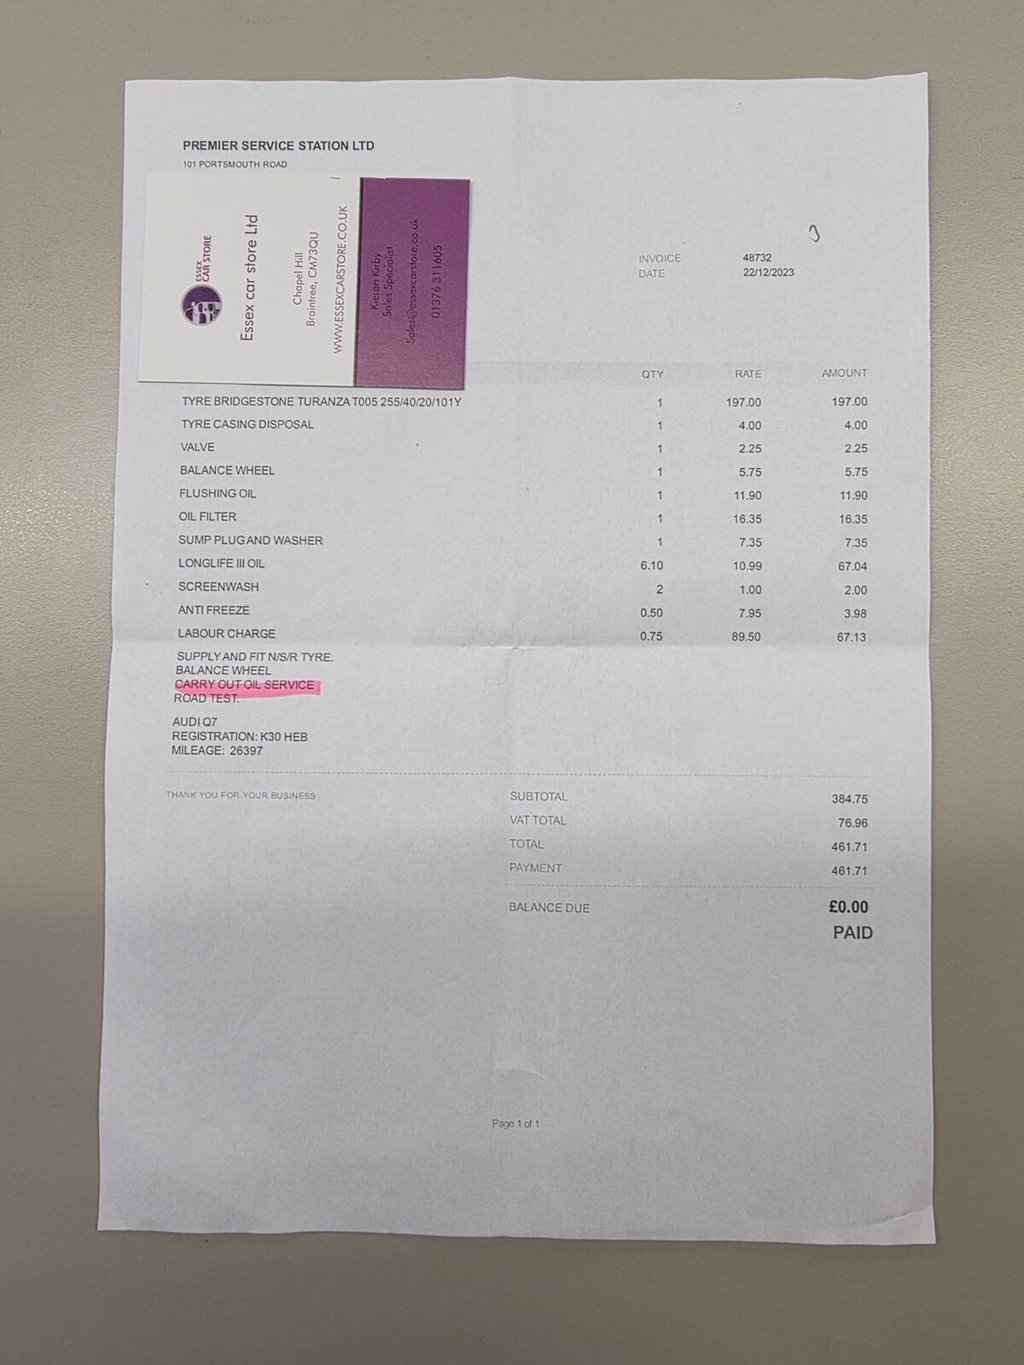 PREMIER SERVICE STATION LTD
101 PORTSMOUTH ROAD
ESSEX
CAR STORE
Essex car store Ltd
Chapel Hill
Braintree, CM73QU
WWW.ESSEXCARSTORE.CO.UK
Kieran Kirby
Sales Specialist
Sales@essexcarstore.co.uk
01376 311605
INVOICE 48732
DATE 22/12/2023
QTY RATE AMOUNT
TYRE BRIDGESTONE TURANZA T005 255/40/20/101Y 1 197.00 197.00
TYRE CASING DISPOSAL 1 4.00 4.00
VALVE 1 2.25 2.25
BALANCE WHEEL 1 5.75 5.75
FLUSHING OIL 1 11.90 11.90
OIL FILTER 1 16.35 16.35
SUMP PLUG AND WASHER 1 7.35 7.35
LONGLIFE III OIL 6.10 10.99 67.04
SCREENWASH 2 1.00 2.00
ANTI FREEZE 0.50 7.95 3.98
LABOUR CHARGE 0.75 89.50 67.13
SUPPLY AND FIT N/S/R TYRE.
BALANCE WHEEL
CARRY OUT OIL SERVICE
ROAD TEST.
AUDI Q7
REGISTRATION: K30 HEB
MILEAGE: 26397
THANK YOU FOR YOUR BUSINESS
SUBTOTAL 384.75
VAT TOTAL 76.96
TOTAL 461.71
PAYMENT 461.71
BALANCE DUE £0.00
PAID
Page 1 of 1